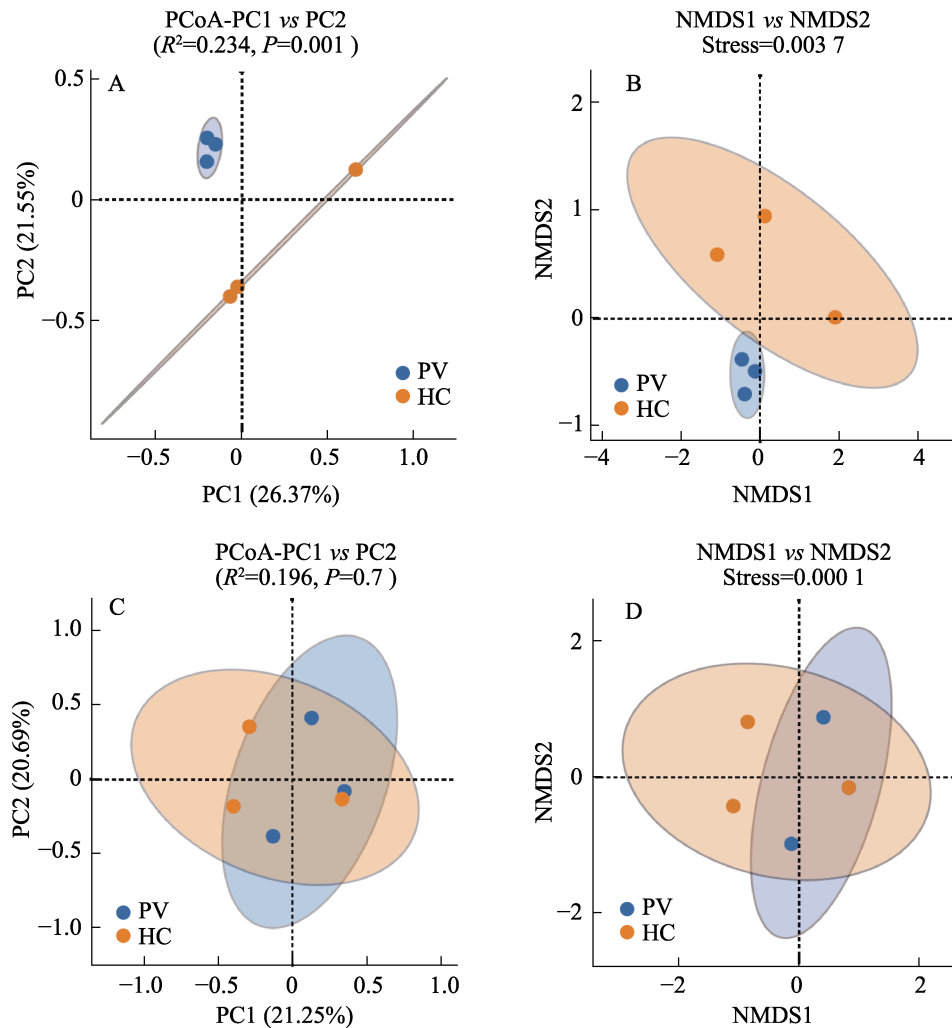 PCoA-PC1 vs PC2
(R²=0.234, P=0.001 )
A
0.5
0
−0.5
PC2 (21.55%)
PV
HC
−0.5
0
0.5
1.0
PC1 (26.37%)
NMDS1 vs NMDS2
Stress=0.003 7
B
2
1
0
−1
NMDS2
PV
HC
−4
−2
0
2
4
NMDS1
PCoA-PC1 vs PC2
(R²=0.196, P=0.7 )
C
1.0
0.5
0
−0.5
−1.0
PC2 (20.69%)
PV
HC
−1.0
−0.5
0
0.5
1.0
PC1 (21.25%)
NMDS1 vs NMDS2
Stress=0.000 1
D
2
0
−2
NMDS2
PV
HC
−2
0
2
NMDS1